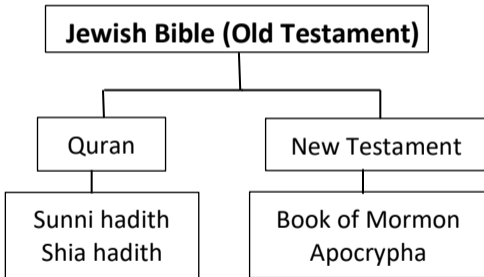 Jewish Bible (Old Testament)
Quran
New Testament
Sunni hadith
Shia hadith
Book of Mormon
Apocrypha